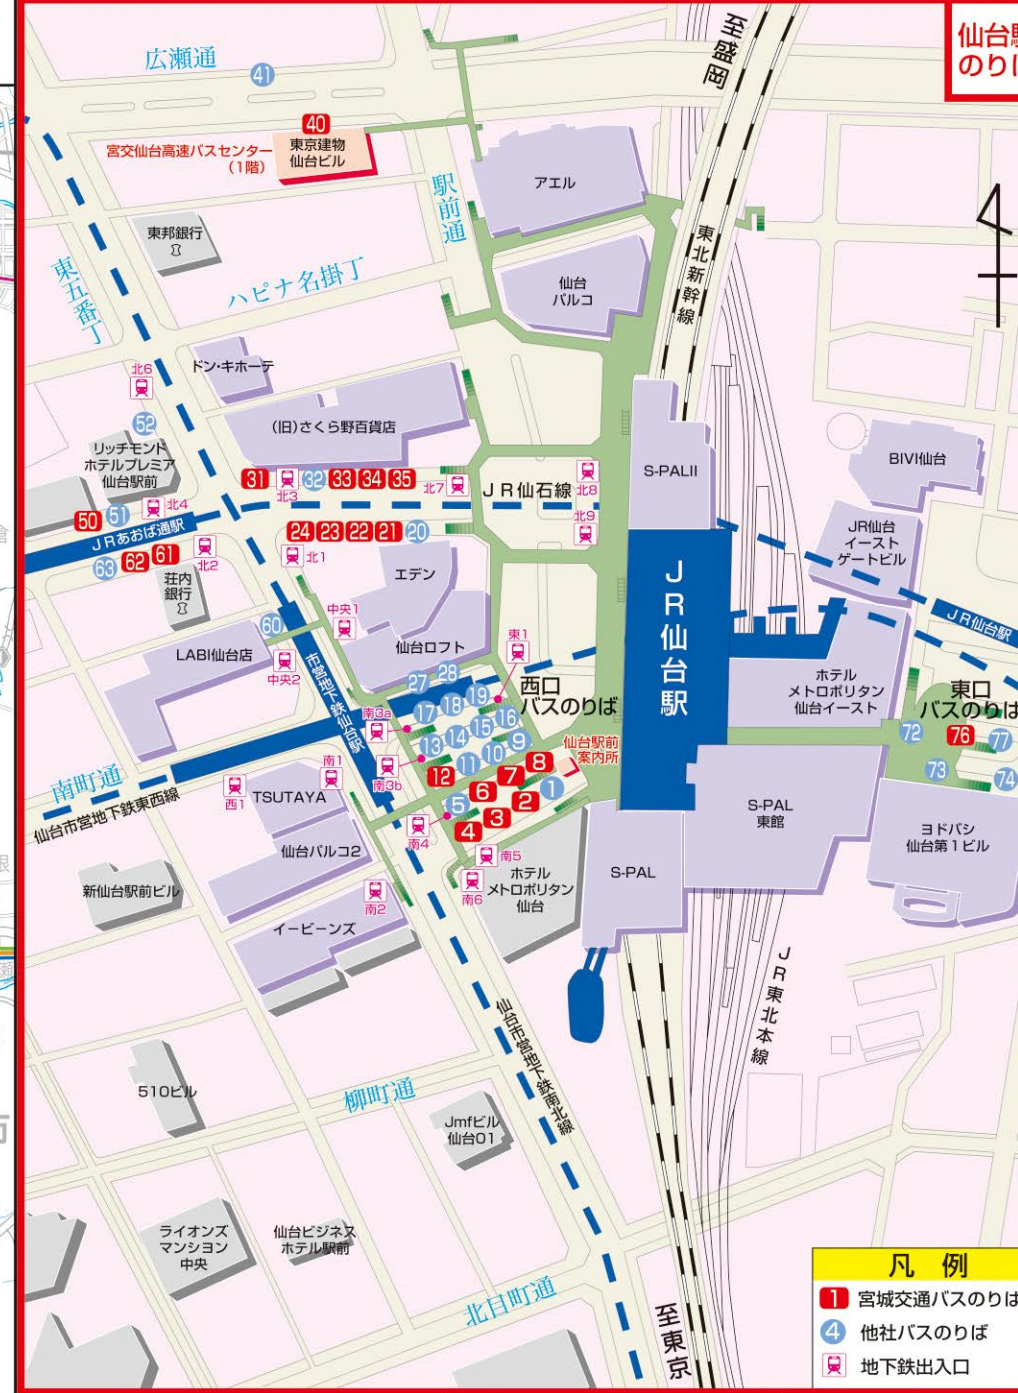 仙台駅
のりば
至盛岡
広瀬通
41
40
東京建物
仙台ビル
宮交仙台高速バスセンター
(1階)
アエル
駅前通
東北新幹線
東邦銀行
東五番丁
ハピナ名掛丁
仙台
パルコ
ドン・キホーテ
北6
52
(旧)さくら野百貨店
S-PALII
BIVI仙台
リッチモンド
ホテルプレミア
仙台駅前
31
北3
32
33
34
35
北7
JR仙石線
北8
50
51
北4
JRあおば通駅
24
23
22
21
20
北9
JR仙台
イースト
ゲートビル
63
62
61
北2
北1
エデン
荘内
銀行
JR仙台駅
JR仙台駅
60
中央1
仙台ロフト
東1
LABI仙台店
中央2
市営地下鉄仙台駅
27
28
西口
バスのりば
ホテル
メトロポリタン
仙台イースト
東口
バスのりば
南3a
17
18
19
13
14
15
16
9
仙台駅前
案内所
72
76
77
73
74
南町通
仙台市営地下鉄東西線
西1
南1
南3b
12
11
10
8
7
TSUTAYA
5
6
2
1
4
3
S-PAL
東館
ヨドバシ
仙台第1ビル
仙台パルコ2
南4
南5
南6
ホテル
メトロポリタン
仙台
S-PAL
新仙台駅前ビル
南2
イービーンズ
JR東北本線
仙台市営地下鉄南北線
510ビル
柳町通
Jmfビル
仙台01
ライオンズ
マンション
中央
仙台ビジネス
ホテル駅前
北目町通
至東京
凡例
1 宮城交通バスのりば
4 他社バスのりば
地下鉄出入口